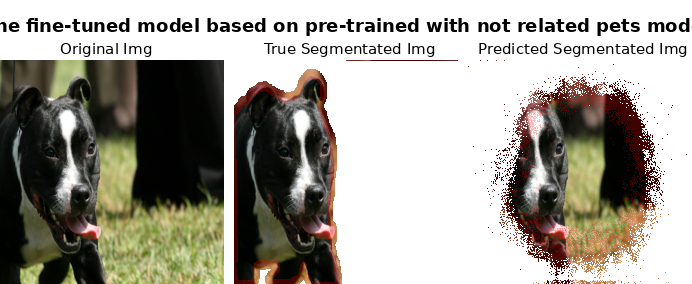 he fine-tuned model based on pre-trained with not related pets mod
Original Img
True Segmentated Img
Predicted Segmentated Img